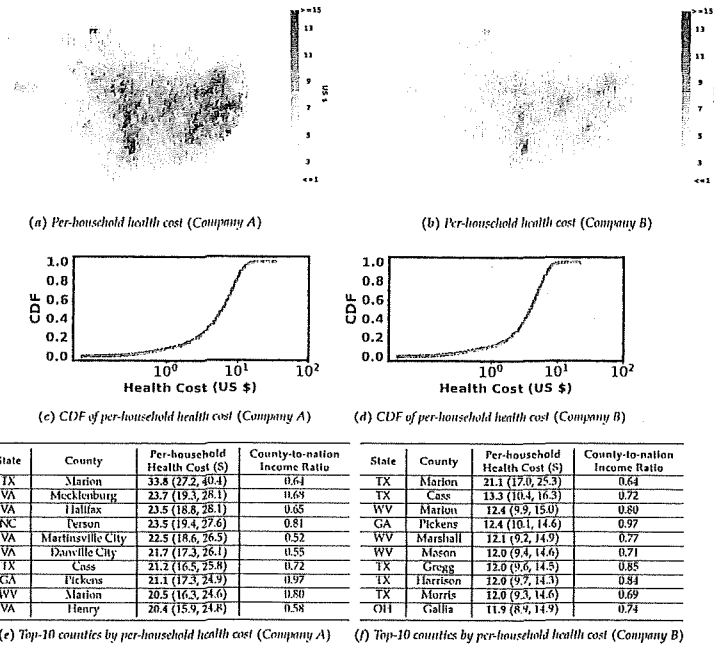 >=15
13
11
9
7
5
3
<=1
US $
>=15
13
11
9
7
5
3
<=1
(a) Per-household health cost (Company A)
(b) Per-household health cost (Company B)
1.0
0.8
0.6
0.4
0.2
0.0
CDF
10⁰ 10¹ 10²
Health Cost (US $)
1.0
0.8
0.6
0.4
0.2
0.0
CDF
10⁰ 10¹ 10²
Health Cost (US $)
(c) CDF of per-household health cost (Company A)
(d) CDF of per-household health cost (Company B)
State County Per-household Health Cost ($) County-to-nation Income Ratio
TX Marion 33.8 (27.2, 40.4) 0.64
VA Mecklenburg 23.7 (19.3, 28.1) 0.68
VA Halifax 23.5 (18.8, 28.1) 0.65
NC Person 23.5 (19.4, 27.6) 0.81
VA Martinsville City 22.5 (18.6, 26.5) 0.52
VA Danville City 21.7 (17.3, 26.1) 0.55
TX Cass 21.2 (16.5, 25.8) 0.72
GA Pickens 21.1 (17.3, 24.9) 0.97
WV Marion 20.5 (16.3, 24.6) 0.80
VA Henry 20.4 (15.9, 24.8) 0.58
State County Per-household Health Cost ($) County-to-nation Income Ratio
TX Marion 21.1 (17.0, 25.3) 0.64
TX Cass 13.3 (10.4, 16.3) 0.72
WV Marion 12.4 (9.9, 15.0) 0.80
GA Pickens 12.4 (10.1, 14.6) 0.97
WV Marshall 12.1 (9.2, 14.9) 0.77
WV Mason 12.0 (9.4, 14.6) 0.71
TX Gregg 12.0 (9.6, 14.5) 0.85
TX Harrison 12.0 (9.7, 14.3) 0.84
TX Morris 12.0 (9.3, 14.6) 0.69
OH Gallia 11.9 (8.9, 14.9) 0.74
(e) Top-10 counties by per-household health cost (Company A)
(f) Top-10 counties by per-household health cost (Company B)